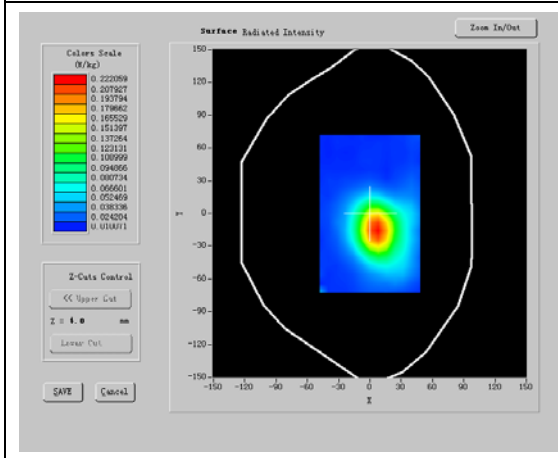 Surface Radiated Intensity
Zoom In/Out
Colors Scale
(W/kg)
0.222059
0.207927
0.193794
0.179662
0.165529
0.151397
0.137264
0.123131
0.108999
0.094866
0.080734
0.066601
0.052469
0.038336
0.024204
0.010071
150
120
90
60
30
0
-30
-60
-90
-120
-150
Y
-150 -120 -90 -60 -30 0 30 60 90 120 150
X
Z-Cuts Control
<< Upper Cut
Z = 4.0 mm
Lower Cut
SAVE
Cancel